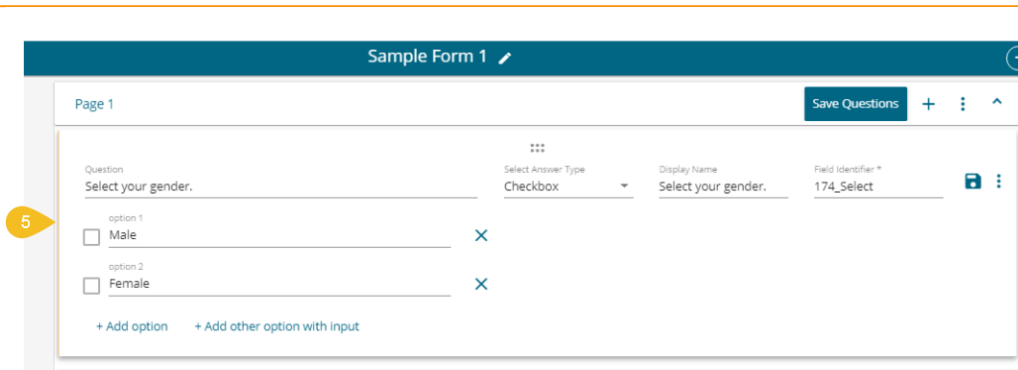 Sample Form 1
Page 1
Save Questions
Question
Select your gender.
Select Answer Type
Checkbox
Display Name
Select your gender.
Field Identifier *
174_Select
5
option 1
Male
option 2
Female
+ Add option
+ Add other option with input